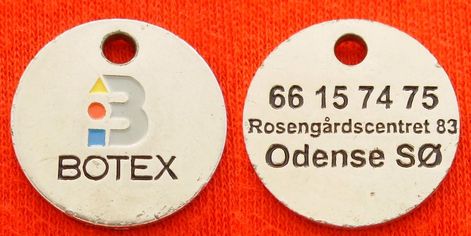 B
BOTEX
66 15 74 75
Rosengårdscentret 83
Odense SØ